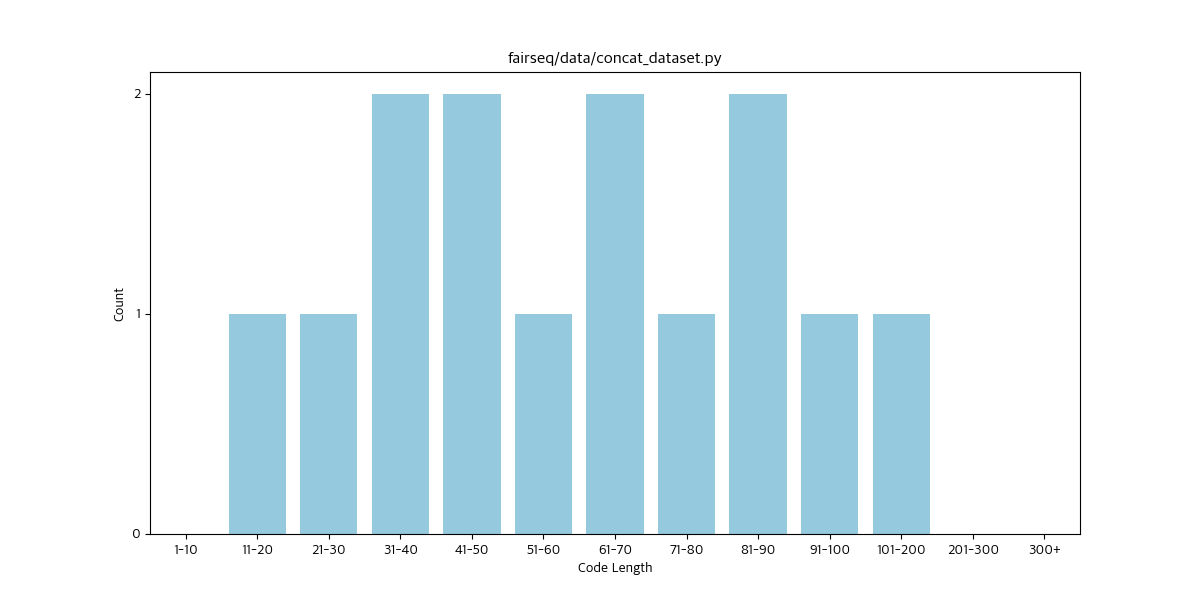 fairseq/data/concat_dataset.py
2
1
0
Count
1-10 11-20 21-30 31-40 41-50 51-60 61-70 71-80 81-90 91-100 101-200 201-300 300+
Code Length